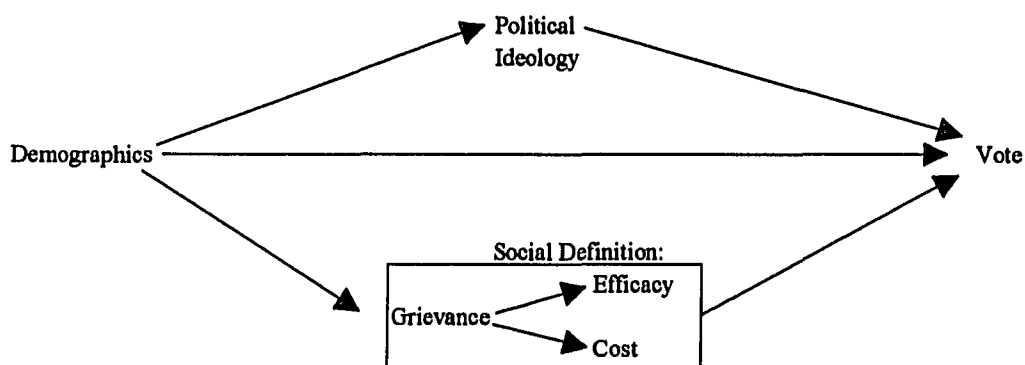 Political
Ideology
Demographics
Vote
Social Definition:
Efficacy
Grievance
Cost